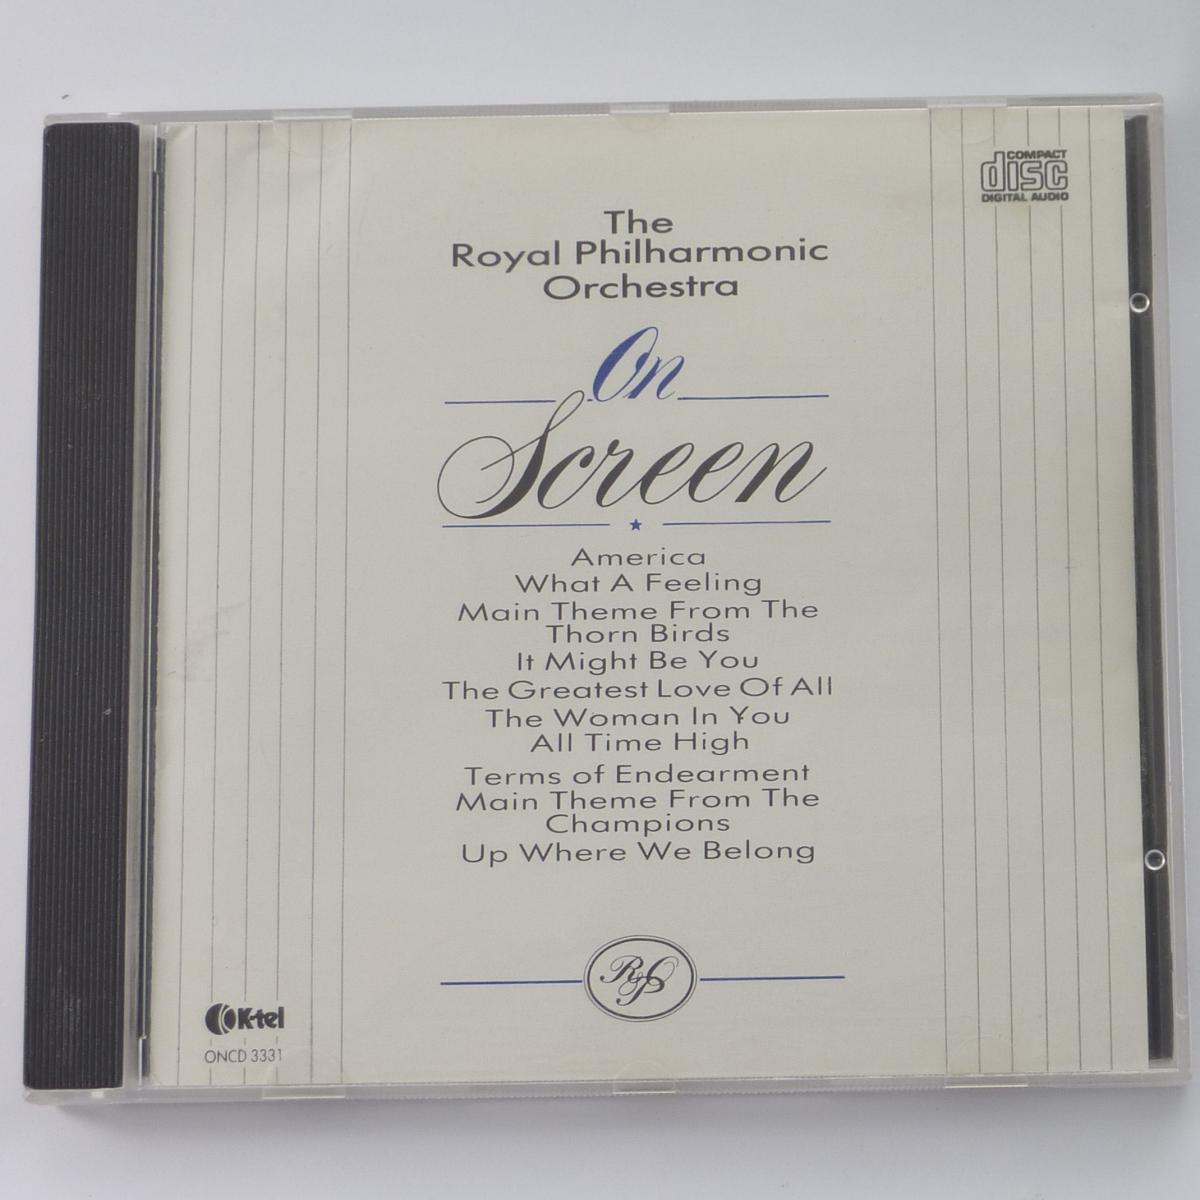 COMPACT
disc
DIGITAL AUDIO
The
Royal Philharmonic
Orchestra
On
Screen
America
What A Feeling
Main Theme From The
Thorn Birds
It Might Be You
The Greatest Love Of All
The Woman In You
All Time High
Terms of Endearment
Main Theme From The
Champions
Up Where We Belong
RPO
K-tel
ONCD 3331